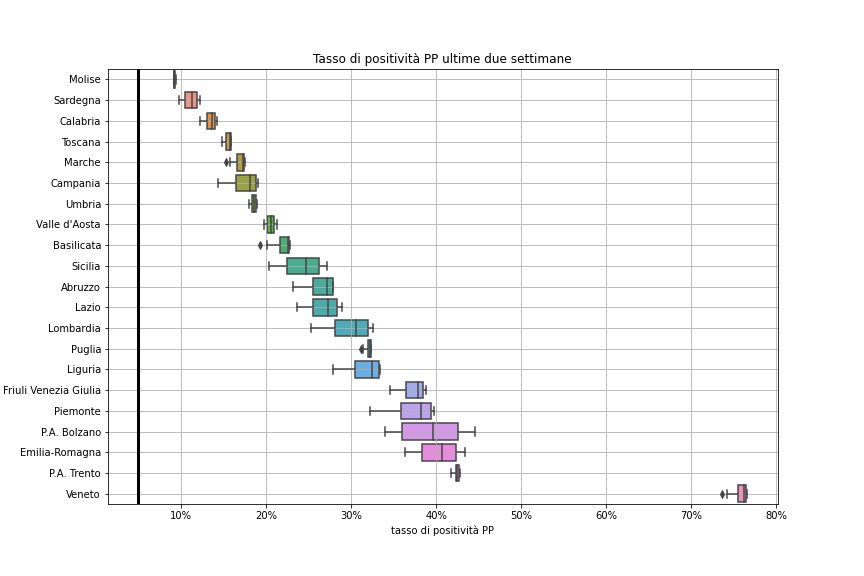 Tasso di positività PP ultime due settimane
Molise
Sardegna
Calabria
Toscana
Marche
Campania
Umbria
Valle d'Aosta
Basilicata
Sicilia
Abruzzo
Lazio
Lombardia
Puglia
Liguria
Friuli Venezia Giulia
Piemonte
P.A. Bolzano
Emilia-Romagna
P.A. Trento
Veneto
10% 20% 30% 40% 50% 60% 70% 80%
tasso di positività PP